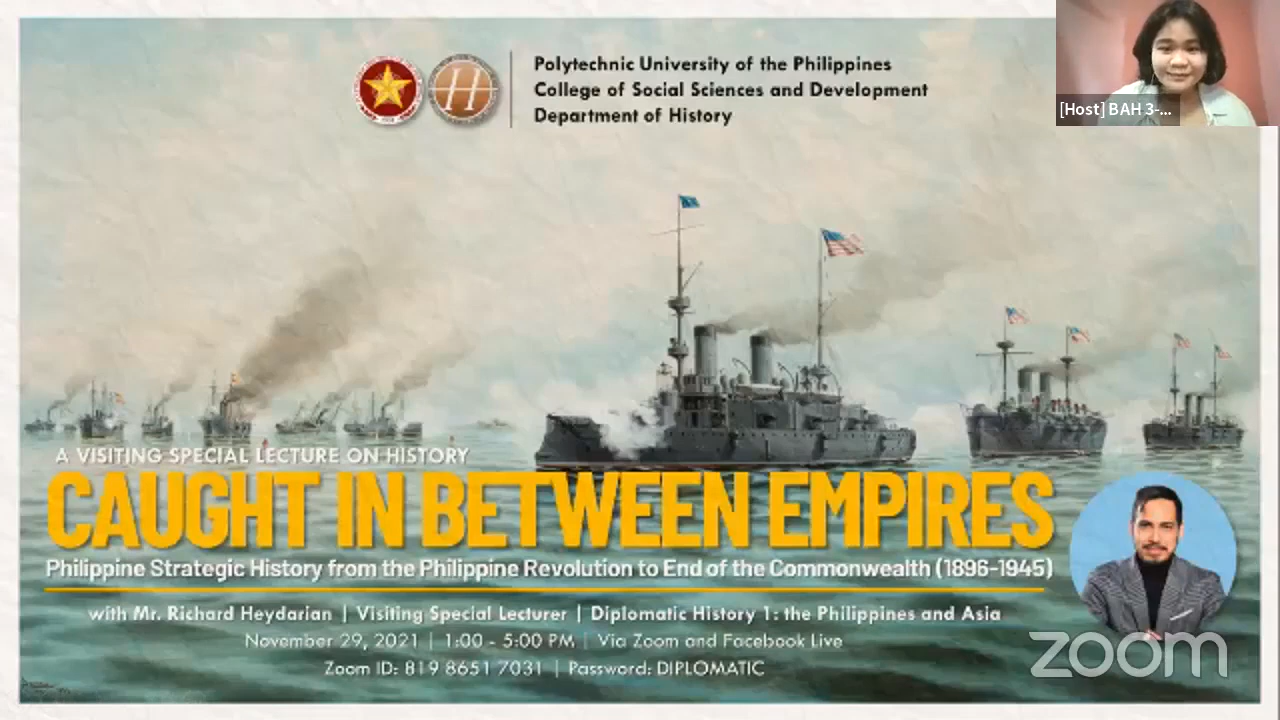 Polytechnic University of the Philippines
College of Social Sciences and Development
Department of History
H
[Host] BAH 3-...
A VISITING SPECIAL LECTURE ON HISTORY
CAUGHT IN BETWEEN EMPIRES
Philippine Strategic History from the Philippine Revolution to End of the Commonwealth (1896-1945)
with Mr. Richard Heydarian | Visiting Special Lecturer | Diplomatic History 1: the Philippines and Asia
November 29, 2021 | 1:00 - 5:00 PM | Via Zoom and Facebook Live
Zoom ID: 819 8651 7031 | Password: DIPLOMATIC
zoom